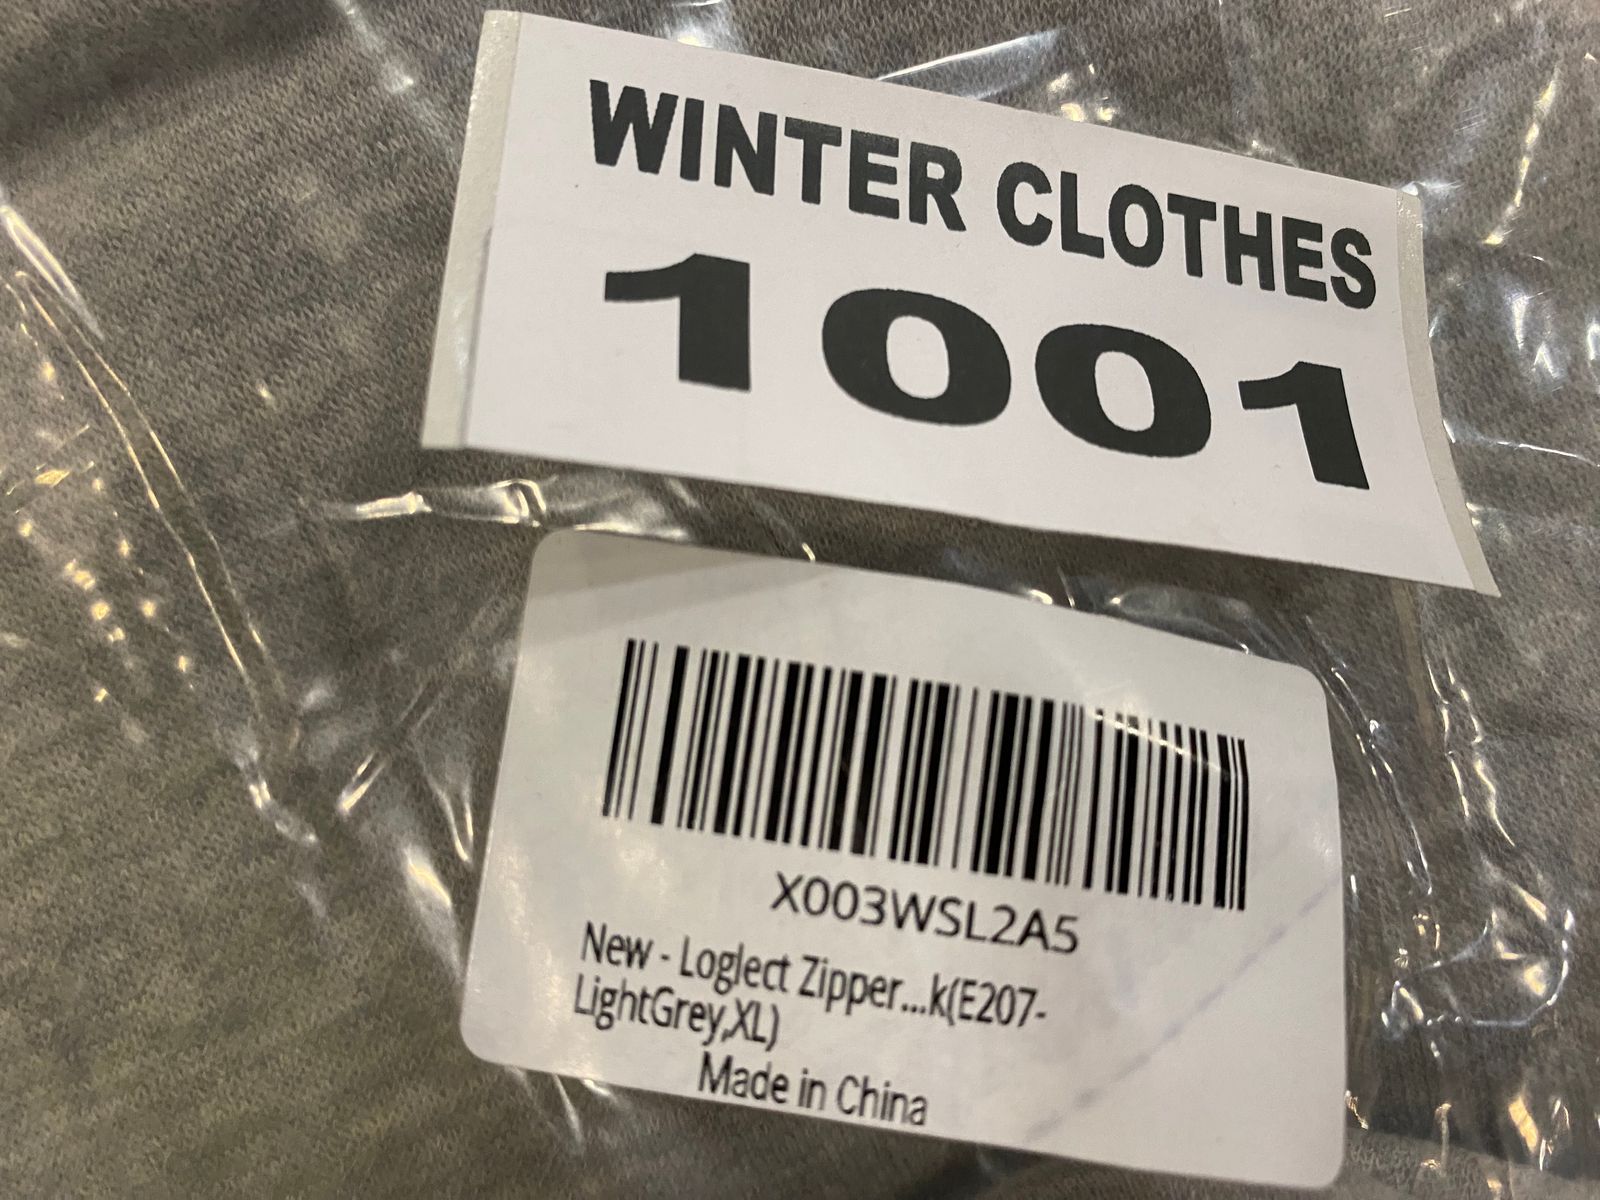 WINTER CLOTHES
1001
X003WSL2A5
New - Loglect Zipper...k(E207-
LightGrey,XL)
Made in China